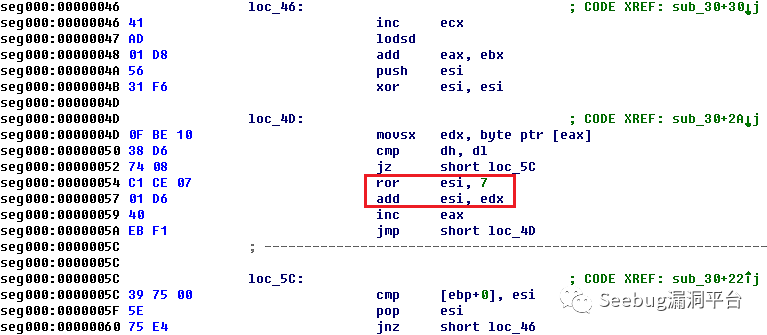 seg000:00000046 loc_46: ; CODE XREF: sub_30+30↓j
seg000:00000046 41 inc ecx
seg000:00000047 AD lodsd
seg000:00000048 01 D8 add eax, ebx
seg000:0000004A 56 push esi
seg000:0000004B 31 F6 xor esi, esi
seg000:0000004D
seg000:0000004D loc_4D: ; CODE XREF: sub_30+2A↓j
seg000:0000004D 0F BE 10 movsx edx, byte ptr [eax]
seg000:00000050 38 D6 cmp dh, dl
seg000:00000052 74 08 jz short loc_5C
seg000:00000054 C1 CE 07 ror esi, 7
seg000:00000057 01 D6 add esi, edx
seg000:00000059 40 inc eax
seg000:0000005A EB F1 jmp short loc_4D
seg000:0000005C ; ---------------------------------------------------------------------------
seg000:0000005C
seg000:0000005C loc_5C: ; CODE XREF: sub_30+22↑j
seg000:0000005C 39 75 00 cmp [ebp+0], esi
seg000:0000005F 5E pop esi
seg000:00000060 75 E4 jnz short loc_46
Seebug漏洞平台